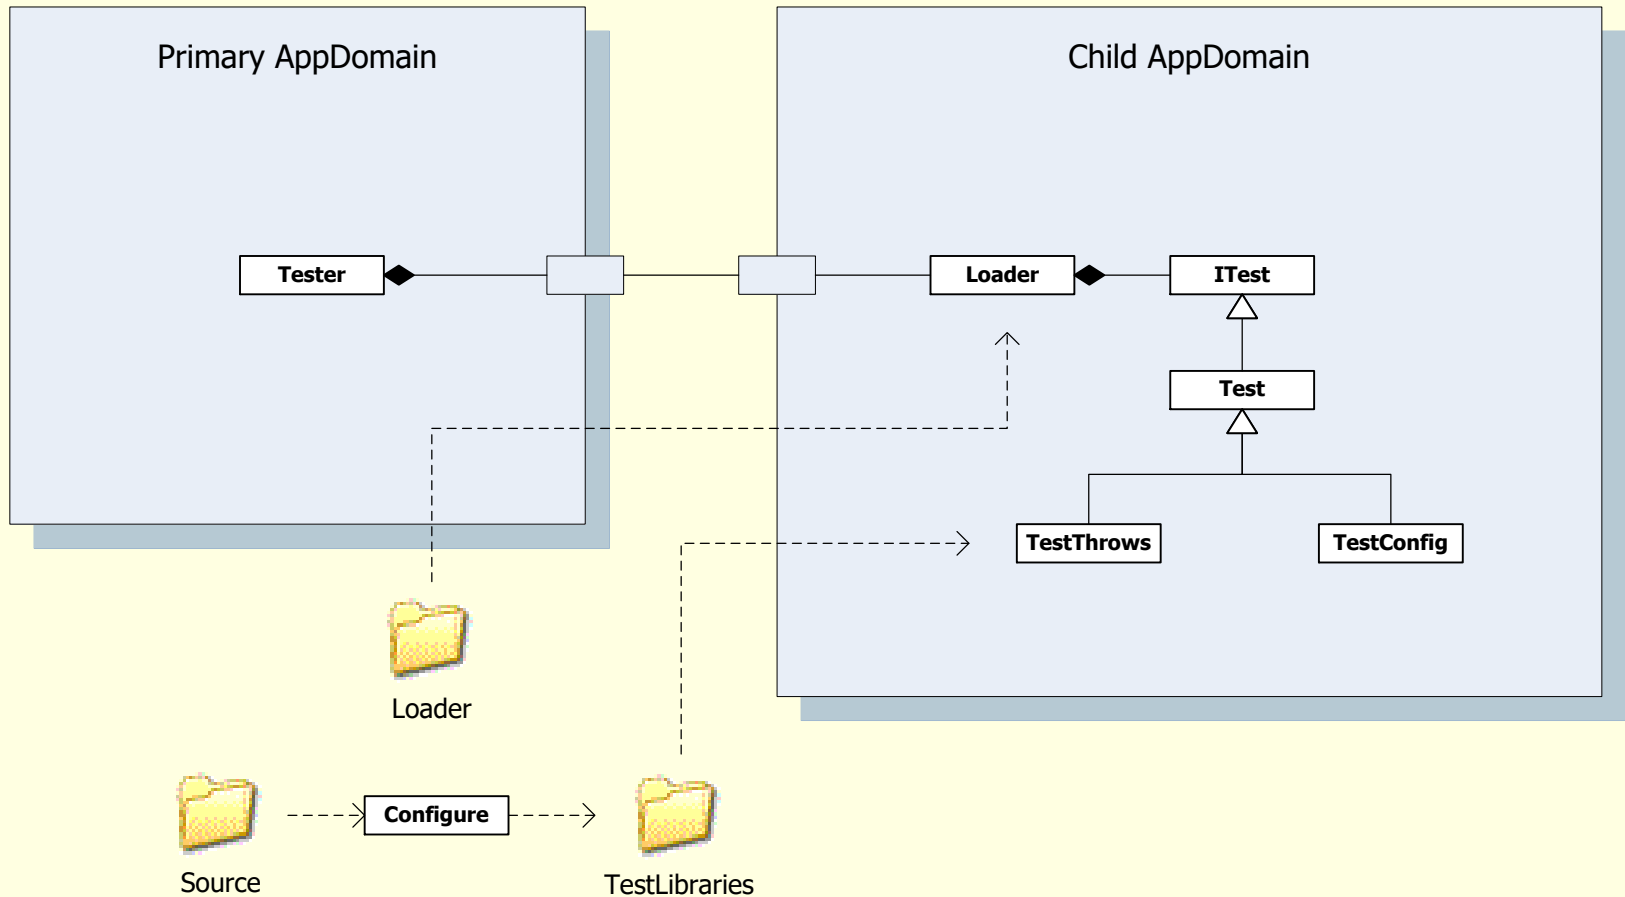 Primary AppDomain
Child AppDomain
Tester
Loader
ITest
Test
TestThrows
TestConfig
Loader
Configure
Source
TestLibraries